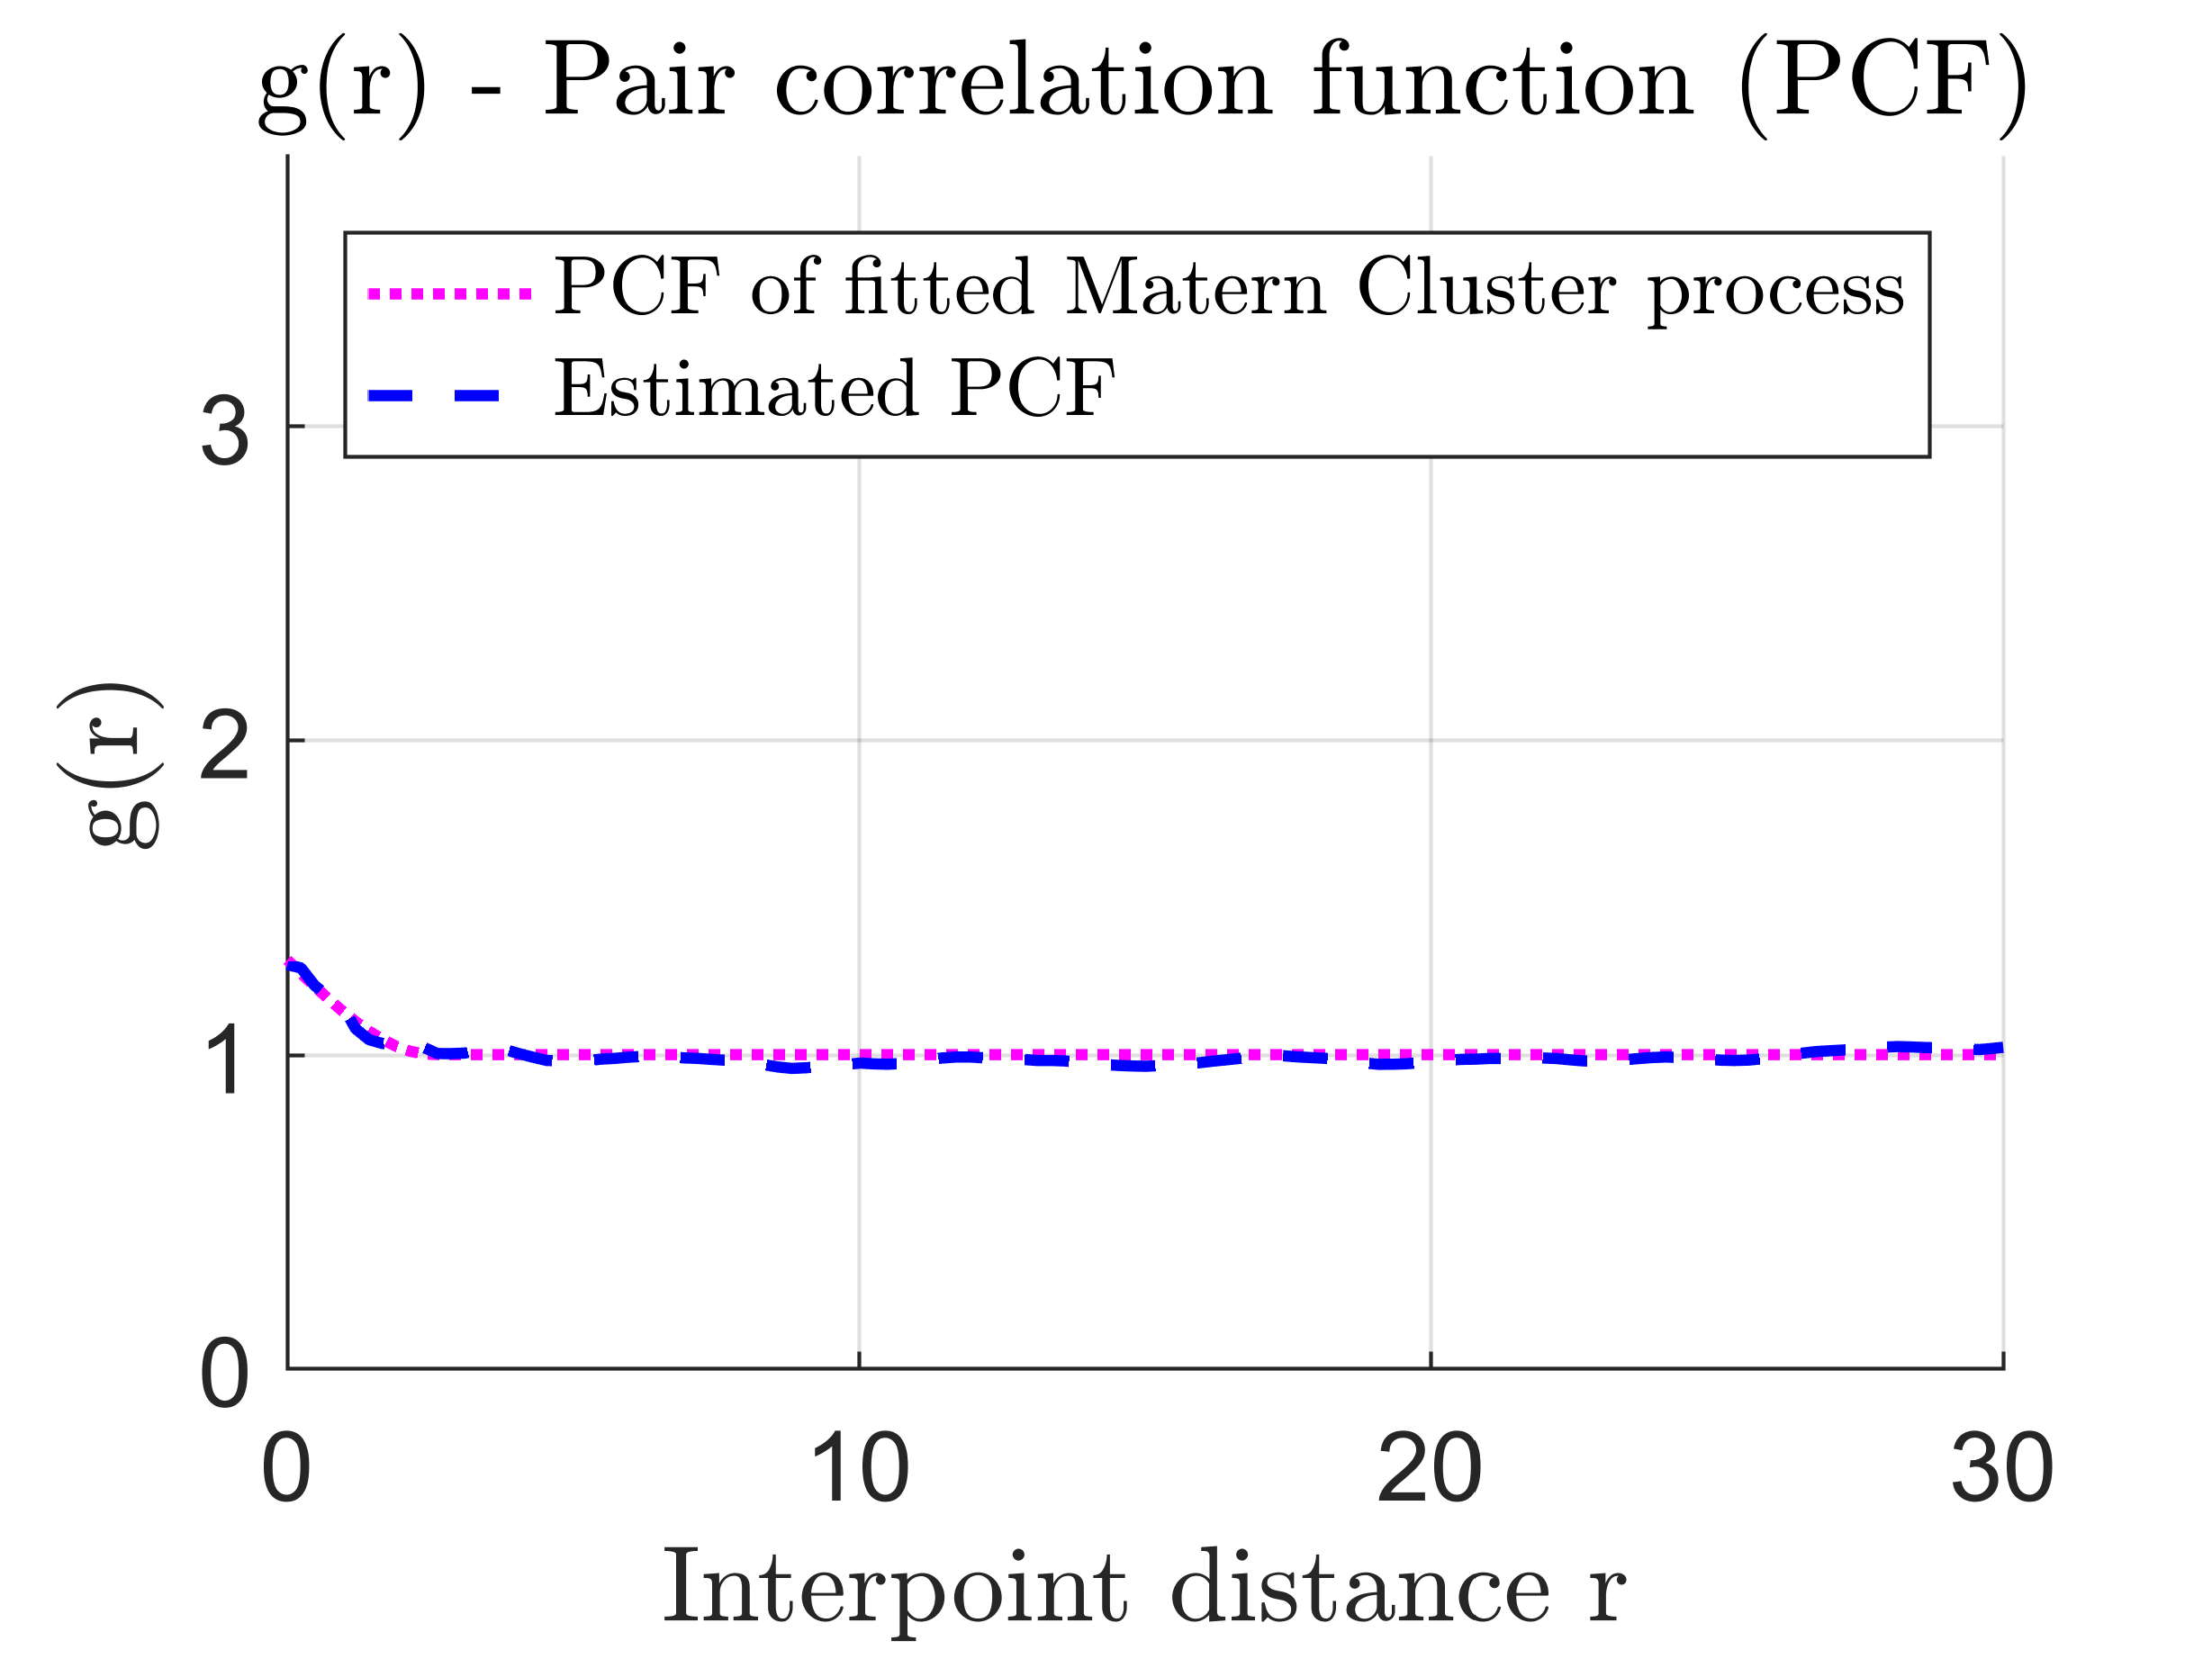 g(r) - Pair correlation function (PCF)
PCF of fitted Matern Cluster process
Estimated PCF
3
2
1
0
g(r)
0 10 20 30
Interpoint distance r